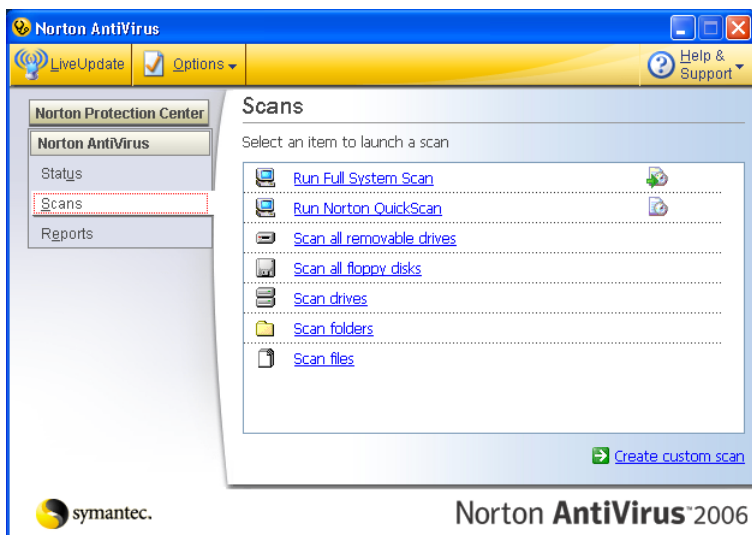 Norton AntiVirus
LiveUpdate Options Help & Support
Norton Protection Center
Norton AntiVirus
Status
Scans
Reports
Scans
Select an item to launch a scan
Run Full System Scan
Run Norton QuickScan
Scan all removable drives
Scan all floppy disks
Scan drives
Scan folders
Scan files
Create custom scan
symantec.
Norton AntiVirus™ 2006